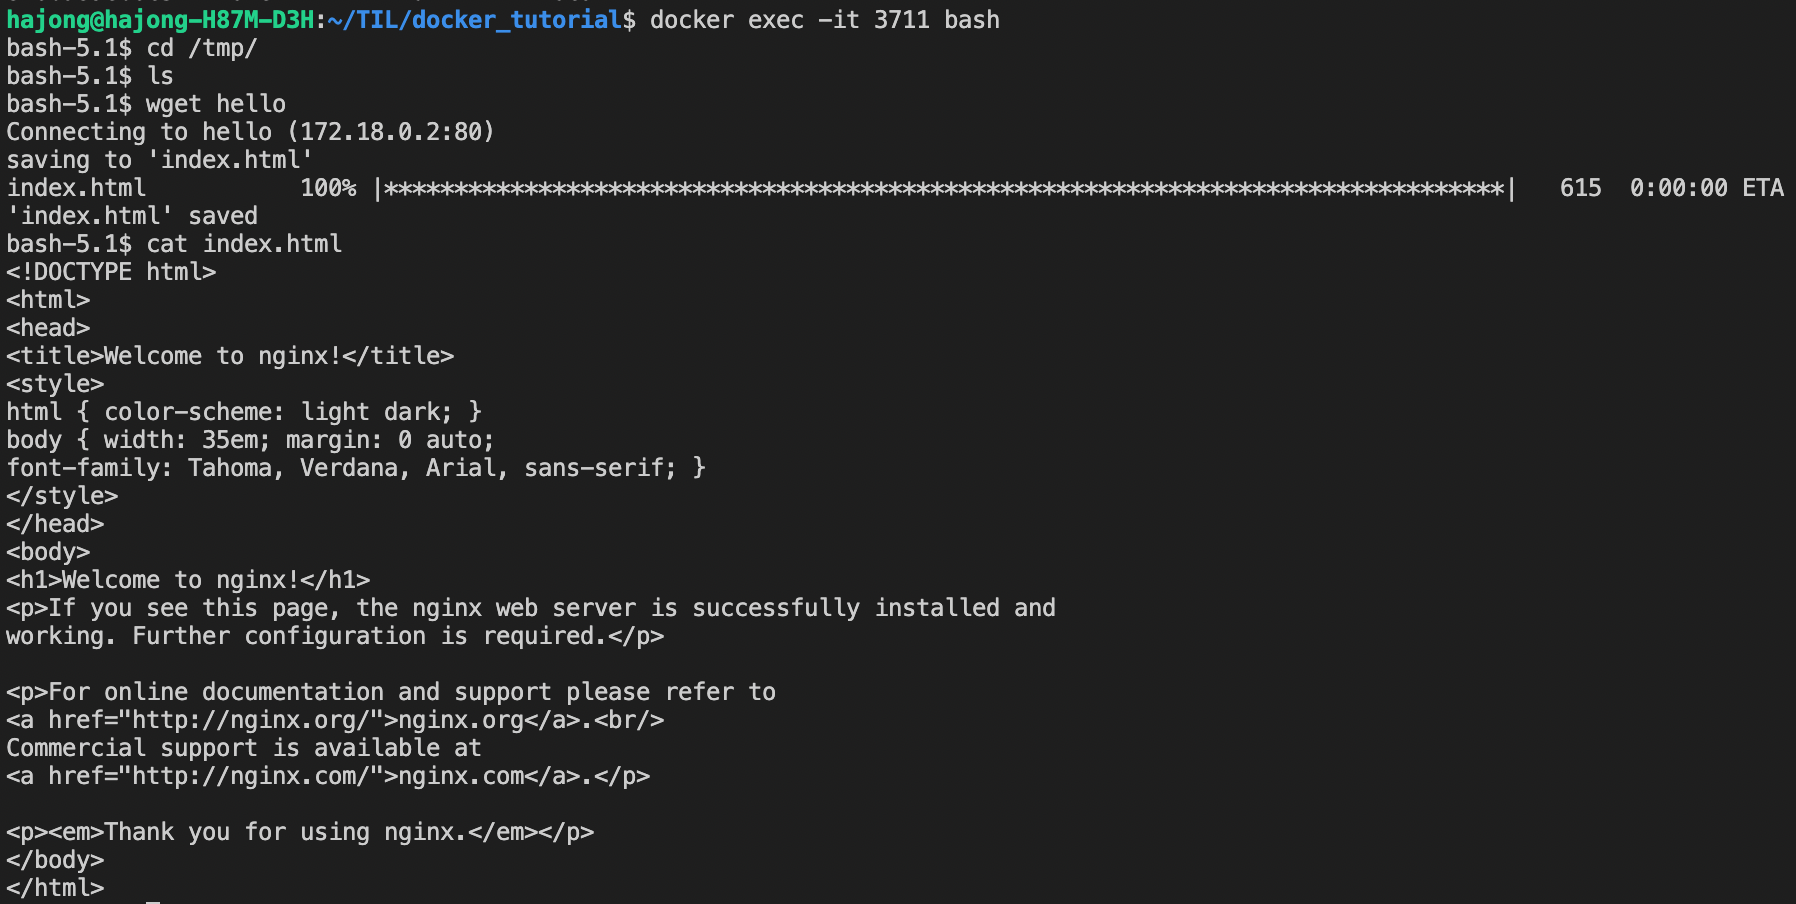 hajong@hajong-H87M-D3H:~/TIL/docker_tutorial$ docker exec -it 3711 bash
bash-5.1$ cd /tmp/
bash-5.1$ ls
bash-5.1$ wget hello
Connecting to hello (172.18.0.2:80)
saving to 'index.html'
index.html           100% |********************************************************************************|   615  0:00:00 ETA
'index.html' saved
bash-5.1$ cat index.html
<!DOCTYPE html>
<html>
<head>
<title>Welcome to nginx!</title>
<style>
html { color-scheme: light dark; }
body { width: 35em; margin: 0 auto;
font-family: Tahoma, Verdana, Arial, sans-serif; }
</style>
</head>
<body>
<h1>Welcome to nginx!</h1>
<p>If you see this page, the nginx web server is successfully installed and
working. Further configuration is required.</p>

<p>For online documentation and support please refer to
<a href="http://nginx.org/">nginx.org</a>.<br/>
Commercial support is available at
<a href="http://nginx.com/">nginx.com</a>.</p>

<p><em>Thank you for using nginx.</em></p>
</body>
</html>